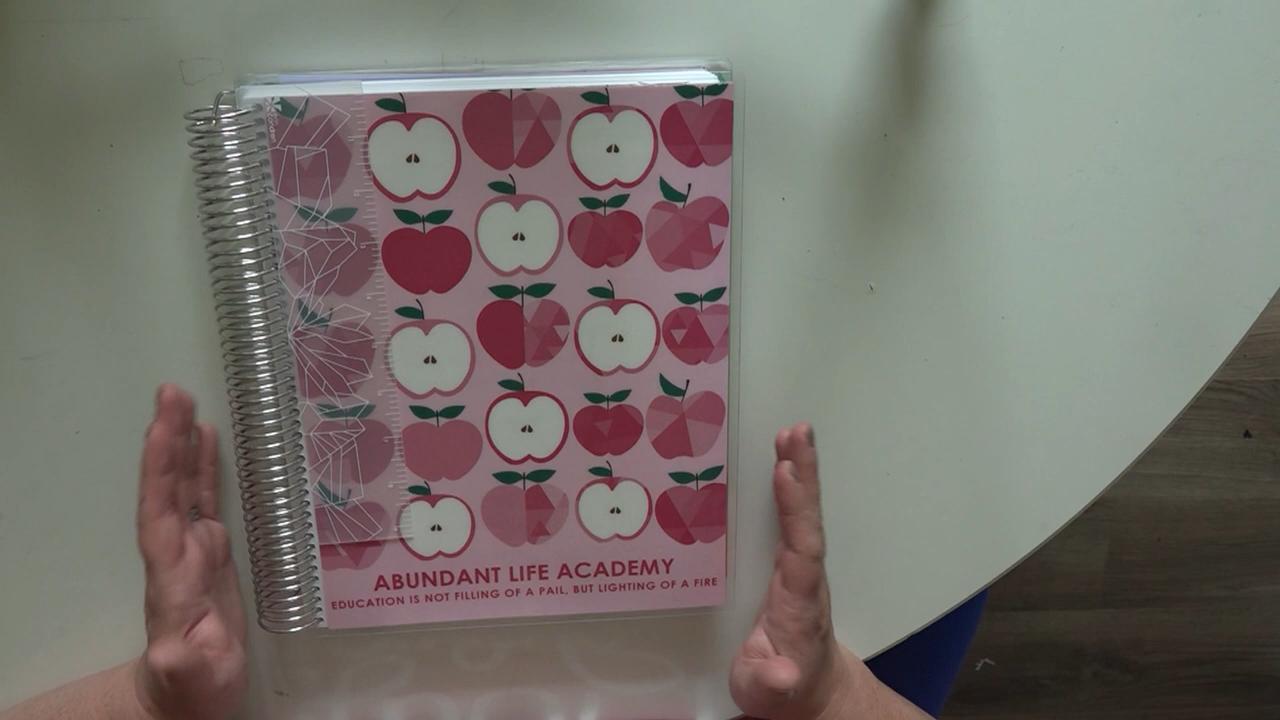 ABUNDANT LIFE ACADEMY
EDUCATION IS NOT FILLING OF A PAIL, BUT LIGHTING OF A FIRE